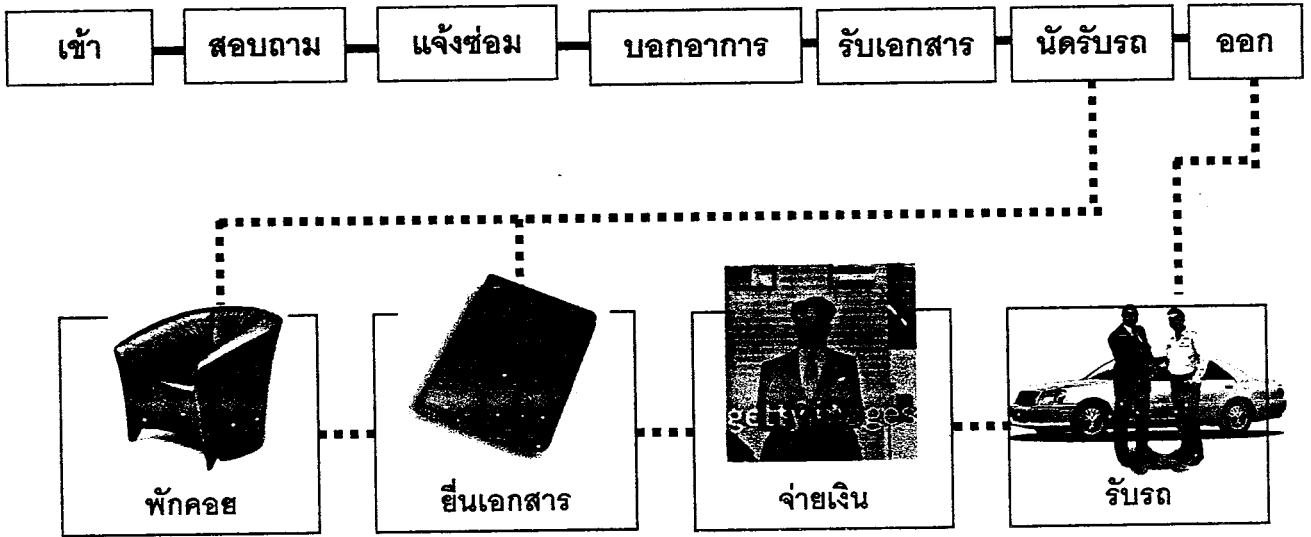 เข้า
สอบถาม
แจ้งซ่อม
บอกอาการ
รับเอกสาร
นัดรับรถ
ออก
gettyimages
พักคอย
ยื่นเอกสาร
จ่ายเงิน
รับรถ